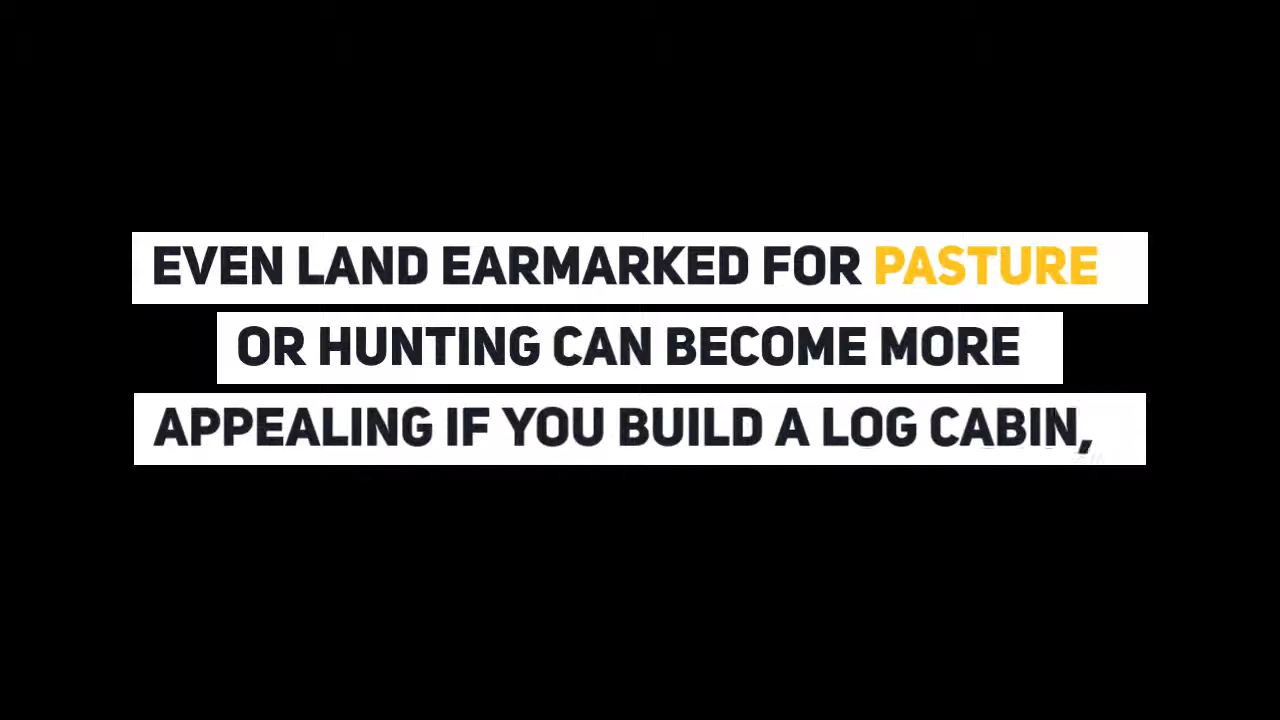 EVEN LAND EARMARKED FOR PASTURE
OR HUNTING CAN BECOME MORE
APPEALING IF YOU BUILD A LOG CABIN,